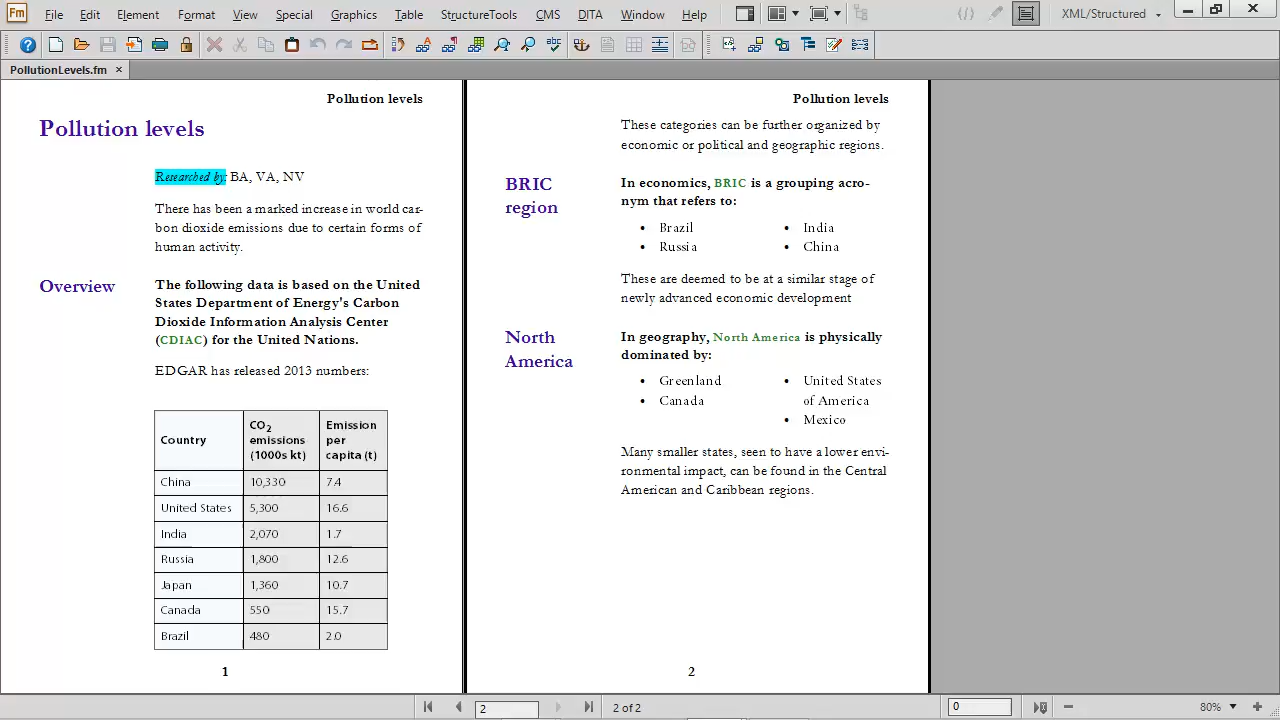 Fm File Edit Element Format View Special Graphics Table StructureTools CMS DITA Window Help XML/Structured
PollutionLevels.fm
Pollution levels
Pollution levels
Researched by: BA, VA, NV
There has been a marked increase in world car-
bon dioxide emissions due to certain forms of
human activity.
Overview
The following data is based on the United
States Department of Energy's Carbon
Dioxide Information Analysis Center
(CDIAC) for the United Nations.
EDGAR has released 2013 numbers:
Country CO2 emissions (1000s kt) Emission per capita (t)
China 10,330 7.4
United States 5,300 16.6
India 2,070 1.7
Russia 1,800 12.6
Japan 1,360 10.7
Canada 550 15.7
Brazil 480 2.0
1
Pollution levels
These categories can be further organized by
economic or political and geographic regions.
BRIC
region
In economics, BRIC is a grouping acro-
nym that refers to:
• Brazil
• Russia
• India
• China
These are deemed to be at a similar stage of
newly advanced economic development
North
America
In geography, North America is physically
dominated by:
• Greenland
• Canada
• United States
of America
• Mexico
Many smaller states, seen to have a lower envi-
ronmental impact, can be found in the Central
American and Caribbean regions.
2
2 2 of 2 0 80%